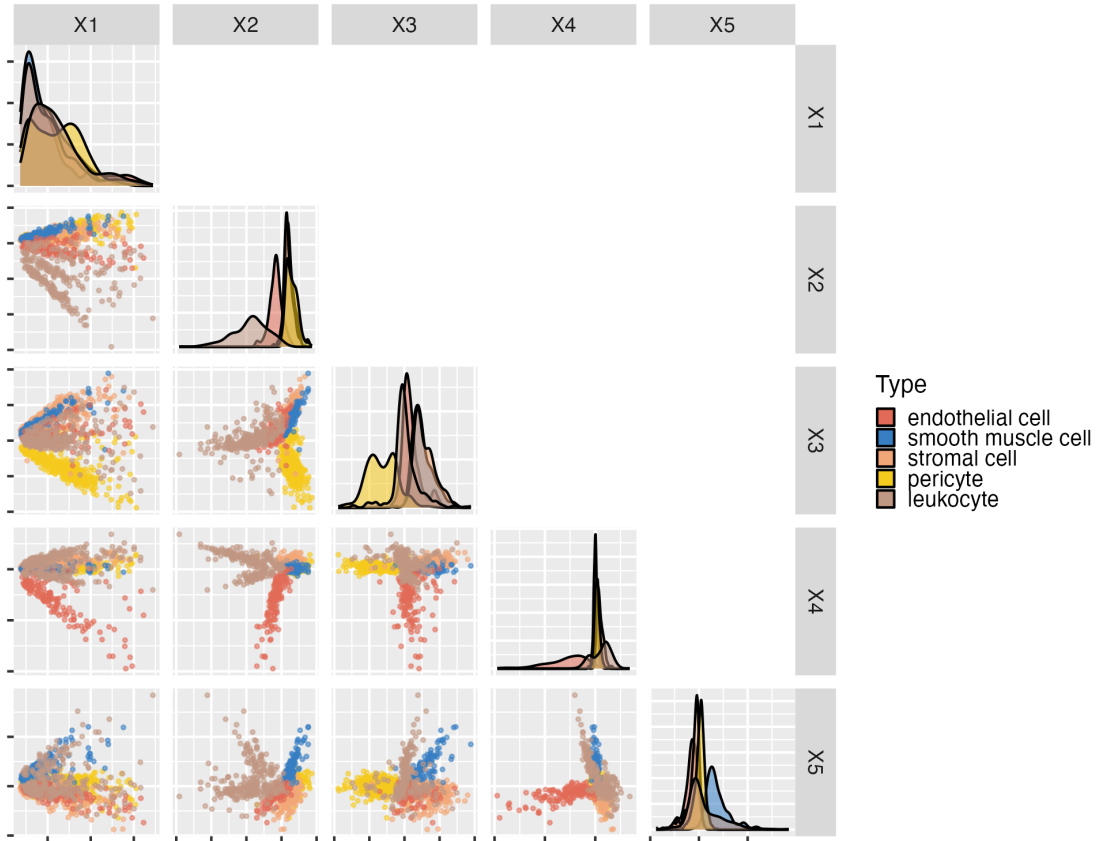 X1
X2
X3
X4
X5
X1
X2
X3
X4
X5
Type
endothelial cell
smooth muscle cell
stromal cell
pericyte
leukocyte